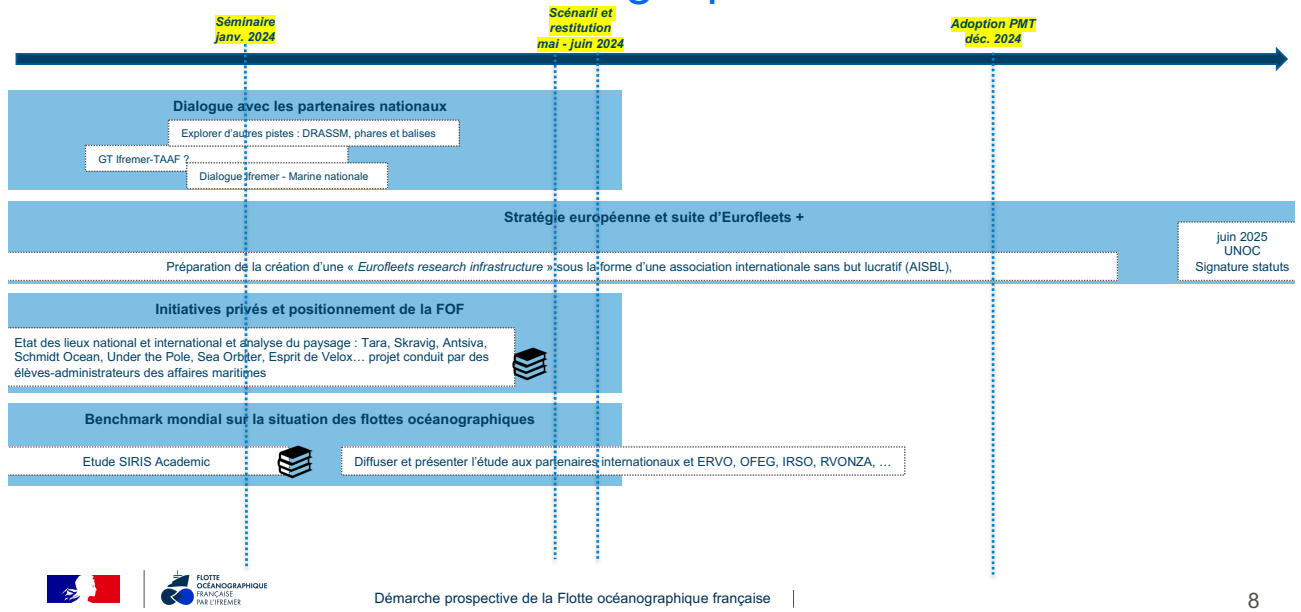 Séminaire
janv. 2024
Scénarii et
restitution
mai - juin 2024
Adoption PMT
déc. 2024
Dialogue avec les partenaires nationaux
Explorer d'autres pistes : DRASSM, phares et balises
GT Ifremer-TAAF ?
Dialogue Ifremer - Marine nationale
Stratégie européenne et suite d'Eurofleets +
juin 2025
UNOC
Signature statuts
Préparation de la création d'une « Eurofleets research infrastructure » sous la forme d'une association internationale sans but lucratif (AISBL),
Initiatives privés et positionnement de la FOF
Etat des lieux national et international et analyse du paysage : Tara, Skravig, Antsiva,
Schmidt Ocean, Under the Pole, Sea Orbiter, Esprit de Velox… projet conduit par des
élèves-administrateurs des affaires maritimes
Benchmark mondial sur la situation des flottes océanographiques
Etude SIRIS Academic
Diffuser et présenter l'étude aux partenaires internationaux et ERVO, OFEG, IRSO, RVONZA, …
FLOTTE
OCÉANOGRAPHIQUE
FRANÇAISE
PAR L'IFREMER
Démarche prospective de la Flotte océanographique française
8